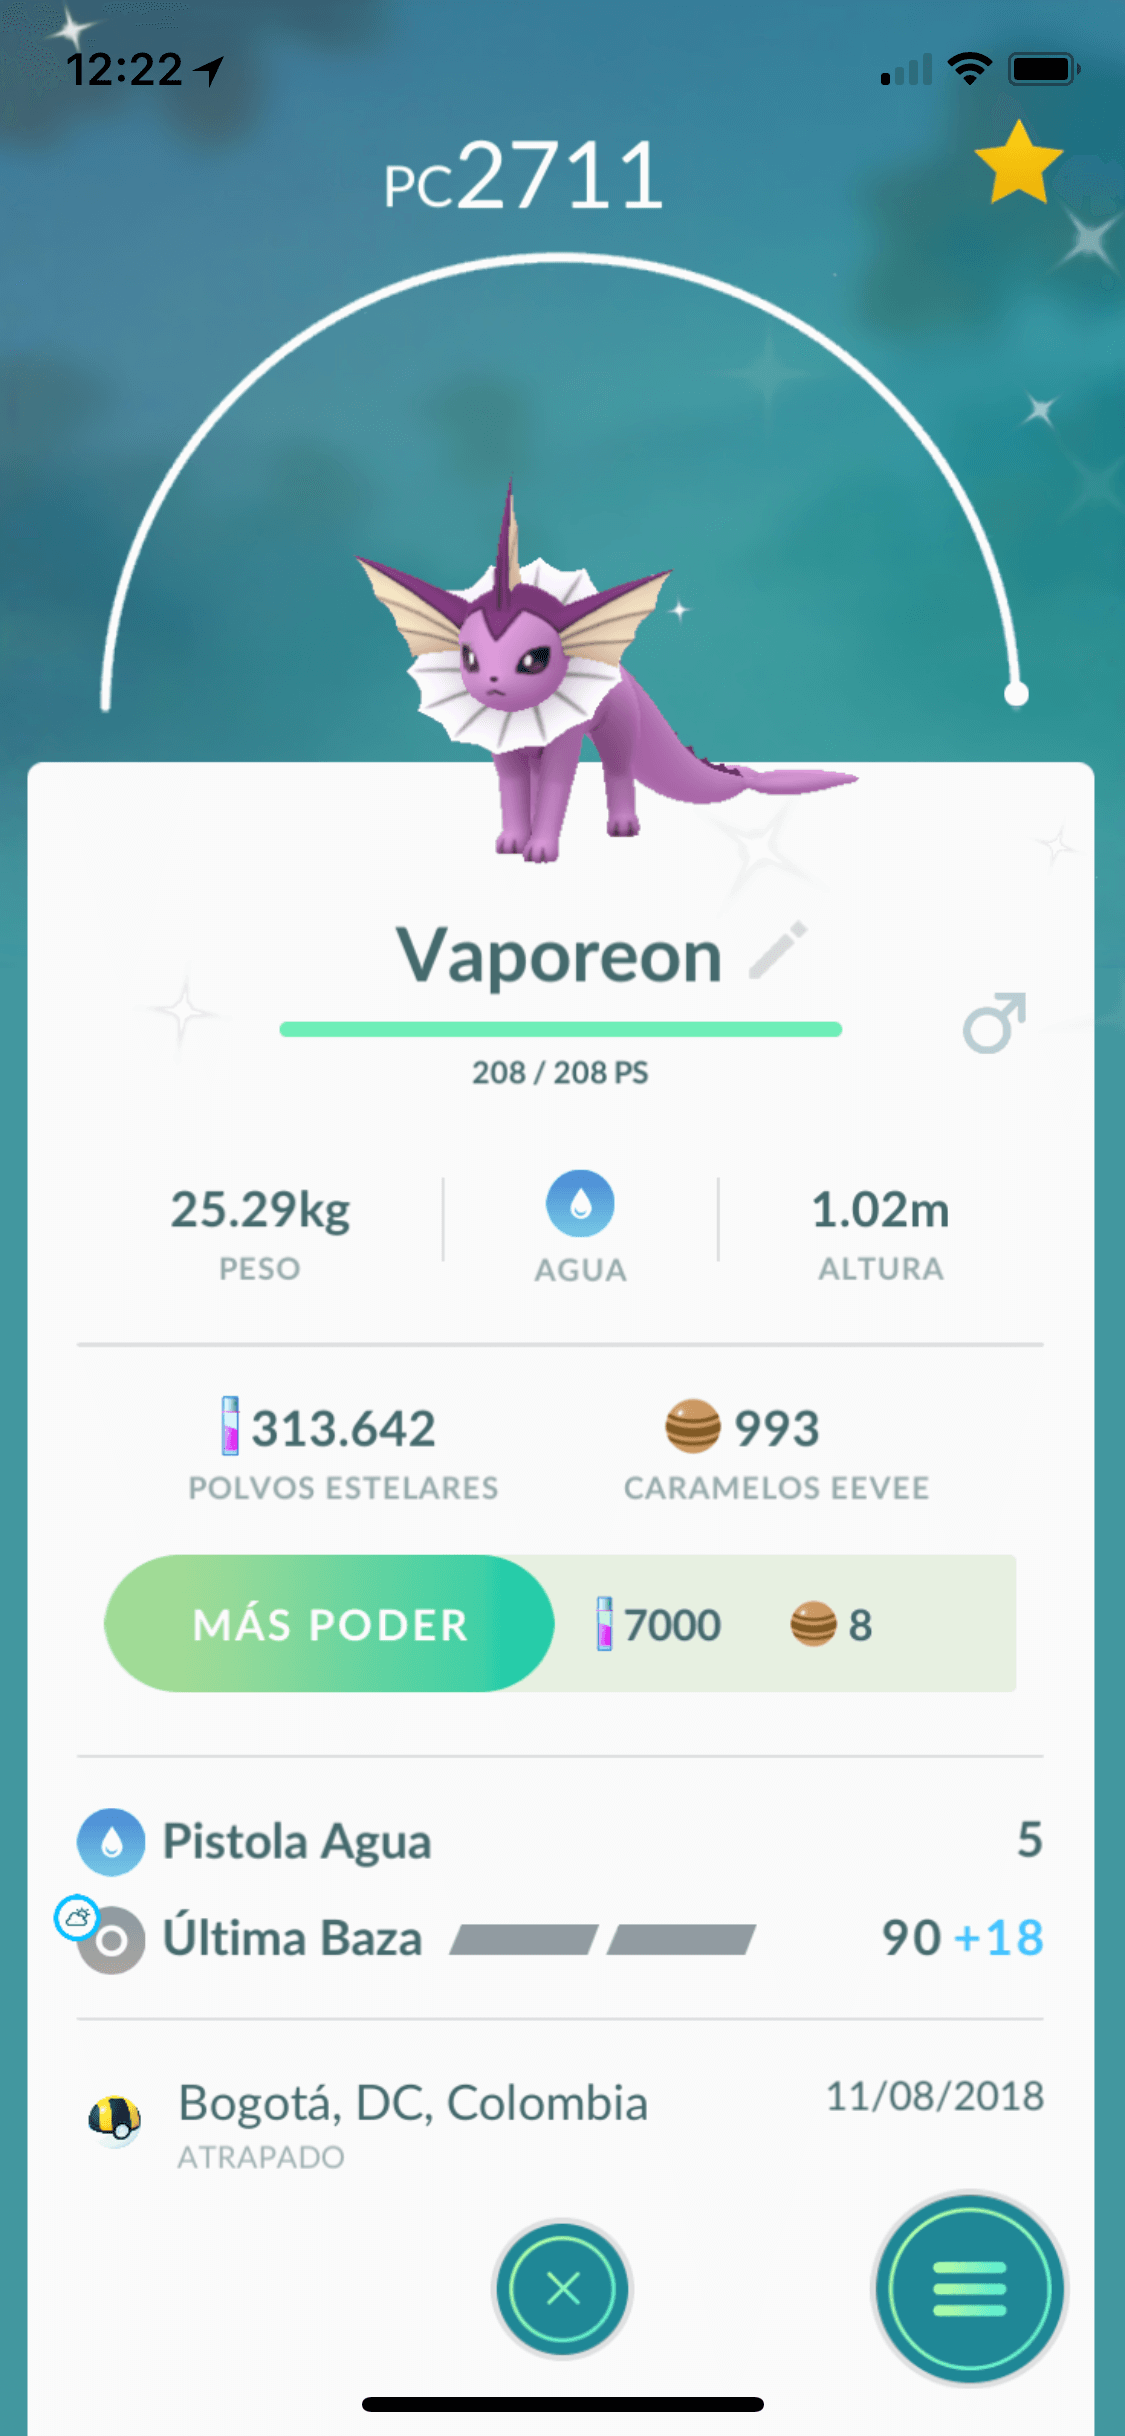 12:22
PC2711
Vaporeon
208 / 208 PS
25.29kg
PESO
AGUA
1.02m
ALTURA
313.642
POLVOS ESTELARES
993
CARAMELOS EEVEE
MÁS PODER 7000 8
Pistola Agua 5
Última Baza 90 +18
Bogotá, DC, Colombia 11/08/2018
ATRAPADO